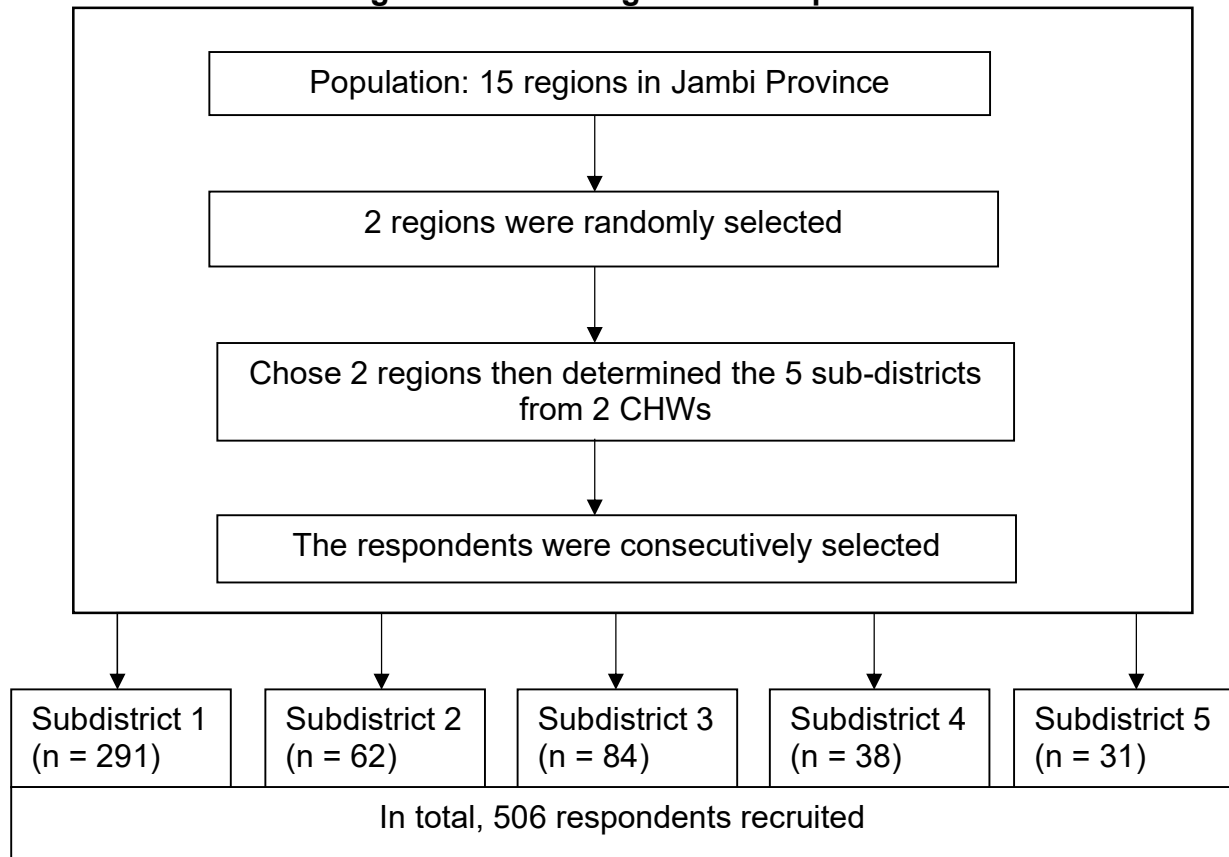 Population: 15 regions in Jambi Province
2 regions were randomly selected
Chose 2 regions then determined the 5 sub-districts
from 2 CHWs
The respondents were consecutively selected
Subdistrict 1
(n = 291)
Subdistrict 2
(n = 62)
Subdistrict 3
(n = 84)
Subdistrict 4
(n = 38)
Subdistrict 5
(n = 31)
In total, 506 respondents recruited